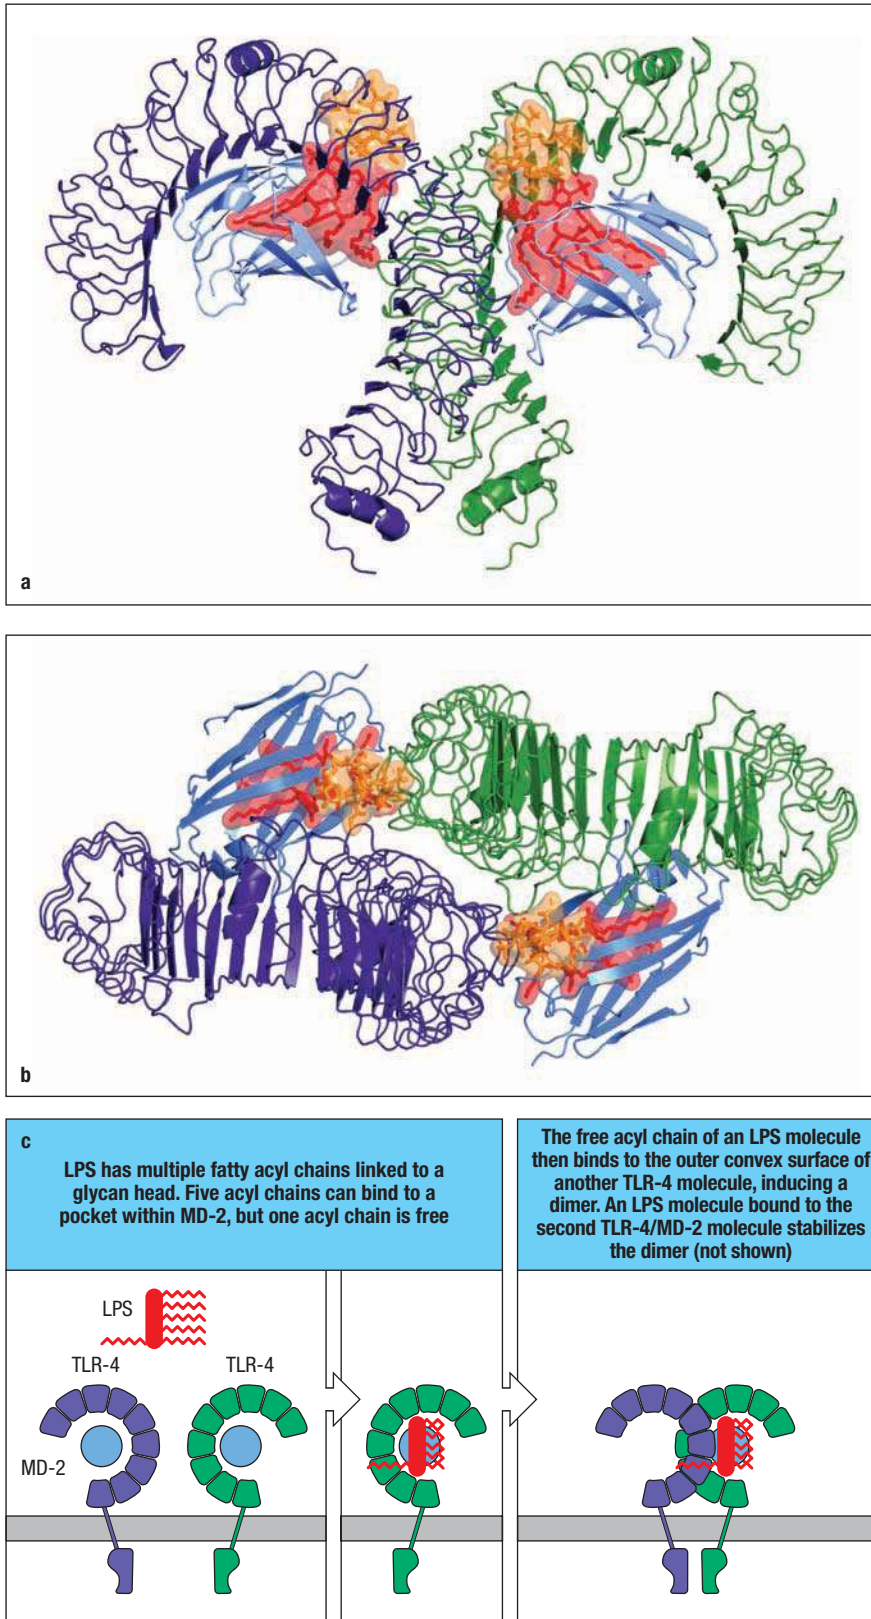 a
b
c
LPS has multiple fatty acyl chains linked to a
glycan head. Five acyl chains can bind to a
pocket within MD-2, but one acyl chain is free
The free acyl chain of an LPS molecule
then binds to the outer convex surface of
another TLR-4 molecule, inducing a
dimer. An LPS molecule bound to the
second TLR-4/MD-2 molecule stabilizes
the dimer (not shown)
LPS
TLR-4
TLR-4
MD-2